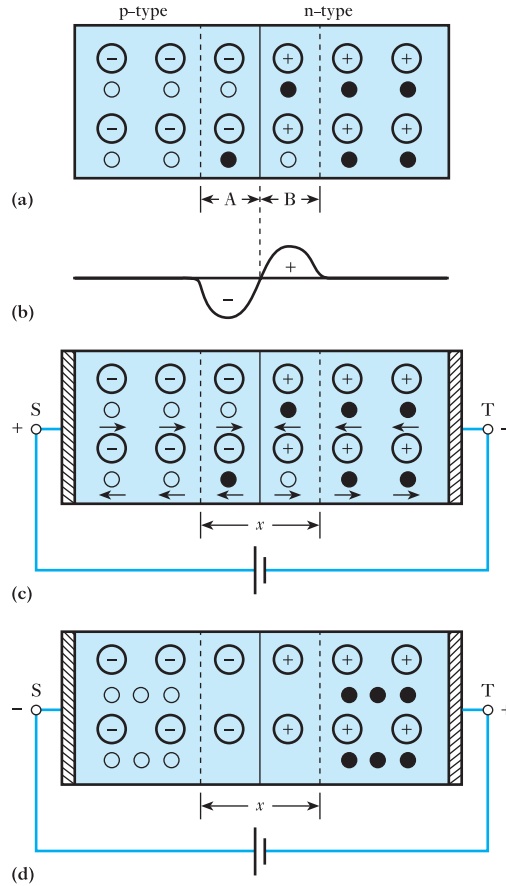 p–type n–type
− − − + + +
− − − + + +
(a)
A B
+
−
(b)
− − − + + +
+ S T −
− − − + + +
x
(c)
− − − + + +
− S T +
− − − + + +
x
(d)